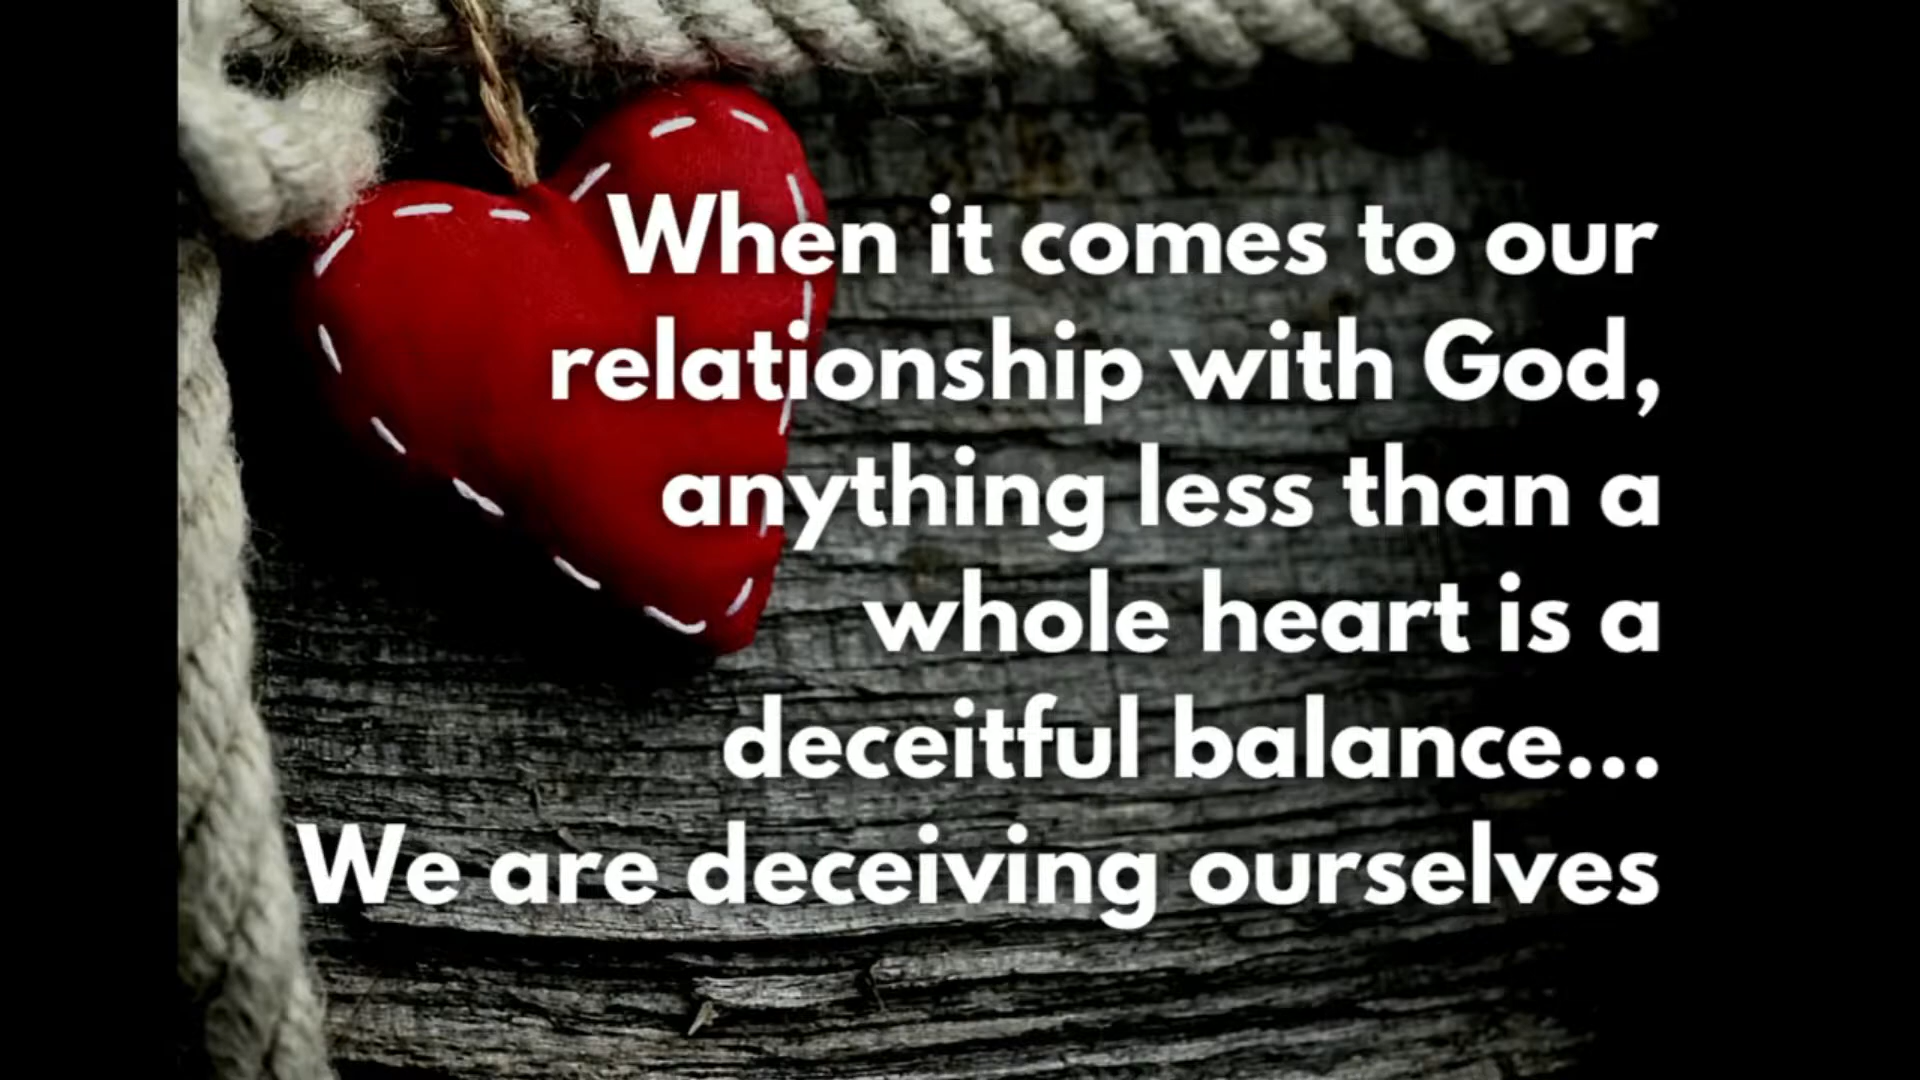 When it comes to our
relationship with God,
anything less than a
whole heart is a
deceitful balance...
We are deceiving ourselves